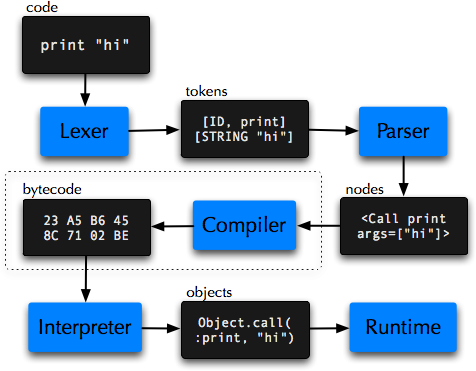 code
print "hi"
tokens
Lexer
[ID, print]
[STRING "hi"]
Parser
bytecode
nodes
23 A5 B6 45
8C 71 02 BE
Compiler
<Call print
args=["hi"]>
objects
Interpreter
Object.call(
:print, "hi")
Runtime